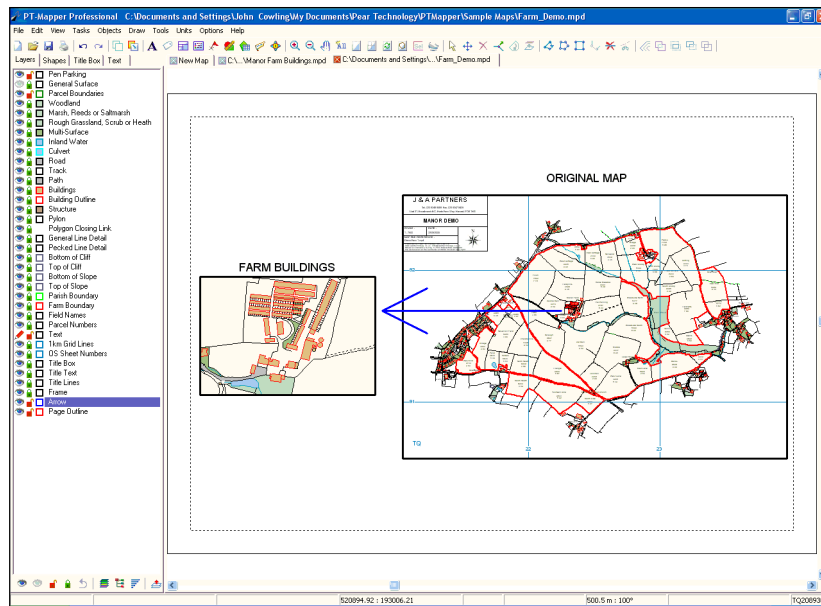 PT-Mapper Professional C:\Documents and Settings\John Cowling\My Documents\Pear Technology\PTMapper\Sample Maps\Farm_Demo.mpd
File Edit View Tasks Objects Draw Tools Units Options Help
Layers Shapes Title Box Text
New Map C:\...\Manor Farm Buildings.mpd C:\Documents and Settings\...\Farm_Demo.mpd
Pen Parking
General Surface
Parcel Boundaries
Woodland
Marsh, Reeds or Saltmarsh
Rough Grassland, Scrub or Heath
Multi-Surface
Inland Water
Culvert
Road
Track
Path
Buildings
Building Outline
Structure
Pylon
Polygon Closing Link
General Line Detail
Pecked Line Detail
Bottom of Cliff
Top of Cliff
Bottom of Slope
Top of Slope
Parish Boundary
Farm Boundary
Field Names
Parcel Numbers
Text
1km Grid Lines
OS Sheet Numbers
Title Box
Title Text
Title Lines
Frame
Arrow
Page Outline
ORIGINAL MAP
J & A PARTNERS
MANOR DEMO
FARM BUILDINGS
TQ
22
23
520894.92 : 193006.21
500.5 m : 100°